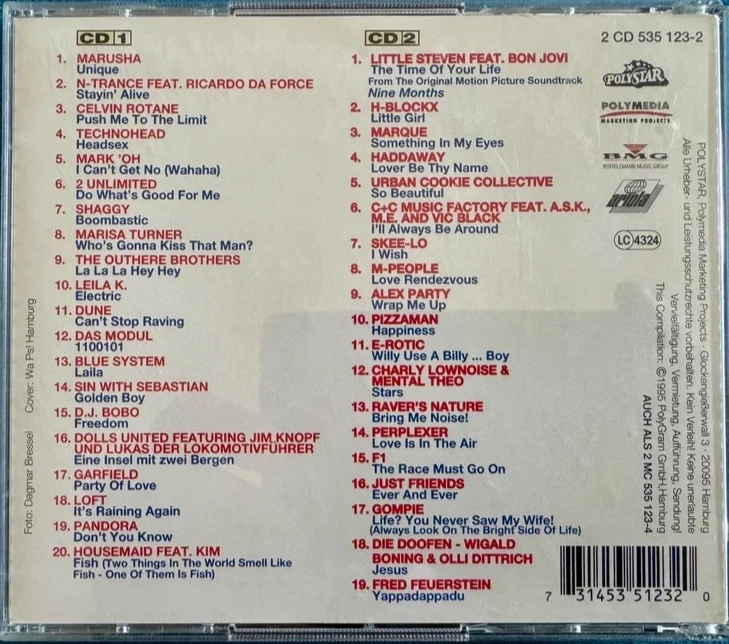 CD 1
1. MARUSHA
Unique
2. N-TRANCE FEAT. RICARDO DA FORCE
Stayin' Alive
3. CELVIN ROTANE
Push Me To The Limit
4. TECHNOHEAD
Headsex
5. MARK 'OH
I Can't Get No (Wahaha)
6. 2 UNLIMITED
Do What's Good For Me
7. SHAGGY
Boombastic
8. MARISA TURNER
Who's Gonna Kiss That Man?
9. THE OUTHERE BROTHERS
La La La Hey Hey
10. LEILA K.
Electric
11. DUNE
Can't Stop Raving
12. DAS MODUL
1100101
13. BLUE SYSTEM
Laila
14. SIN WITH SEBASTIAN
Golden Boy
15. D.J. BOBO
Freedom
16. DOLLS UNITED FEATURING JIM KNOPF
UND LUKAS DER LOKOMOTIVFÜHRER
Eine Insel mit zwei Bergen
17. GARFIELD
Party Of Love
18. LOFT
It's Raining Again
19. PANDORA
Don't You Know
20. HOUSEMAID FEAT. KIM
Fish (Two Things In The World Smell Like
Fish - One Of Them Is Fish)
CD 2
1. LITTLE STEVEN FEAT. BON JOVI
The Time Of Your Life
From The Original Motion Picture Soundtrack
Nine Months
2. H-BLOCKX
Little Girl
3. MARQUE
Something In My Eyes
4. HADDAWAY
Lover Be Thy Name
5. URBAN COOKIE COLLECTIVE
So Beautiful
6. C+C MUSIC FACTORY FEAT. A.S.K.,
M.E. AND VIC BLACK
I'll Always Be Around
7. SKEE-LO
I Wish
8. M-PEOPLE
Love Rendezvous
9. ALEX PARTY
Wrap Me Up
10. PIZZAMAN
Happiness
11. E-ROTIC
Willy Use A Billy ... Boy
12. CHARLY LOWNOISE &
MENTAL THEO
Stars
13. RAVER'S NATURE
Bring Me Noise!
14. PERPLEXER
Love Is In The Air
15. F1
The Race Must Go On
16. JUST FRIENDS
Ever And Ever
17. GOMPIE
Life? You Never Saw My Wife!
(Always Look On The Bright Side Of Life)
18. DIE DOOFEN - WIGALD
BONING & OLLI DITTRICH
Jesus
19. FRED FEUERSTEIN
Yappadappadu
2 CD 535 123-2
POLYSTAR
POLYMEDIA
MARKETING PROJECTS
BMG
BERTELSMANN MUSIC GROUP
ariola
LC 4324
POLYSTAR, Polymedia Marketing Projects · Glockengießerwall 3 · 20095 Hamburg
Alle Urheber- und Leistungsschutzrechte vorbehalten. Kein Verleih! Keine unerlaubte
Vervielfältigung, Vermietung, Aufführung, Sendung!
This Compilation: ©1995 PolyGram GmbH, Hamburg
AUCH ALS 2 MC 535 123-4
Foto: Dagmar Bressel Cover: Wa Ps! Hamburg
7 31453 51232 0